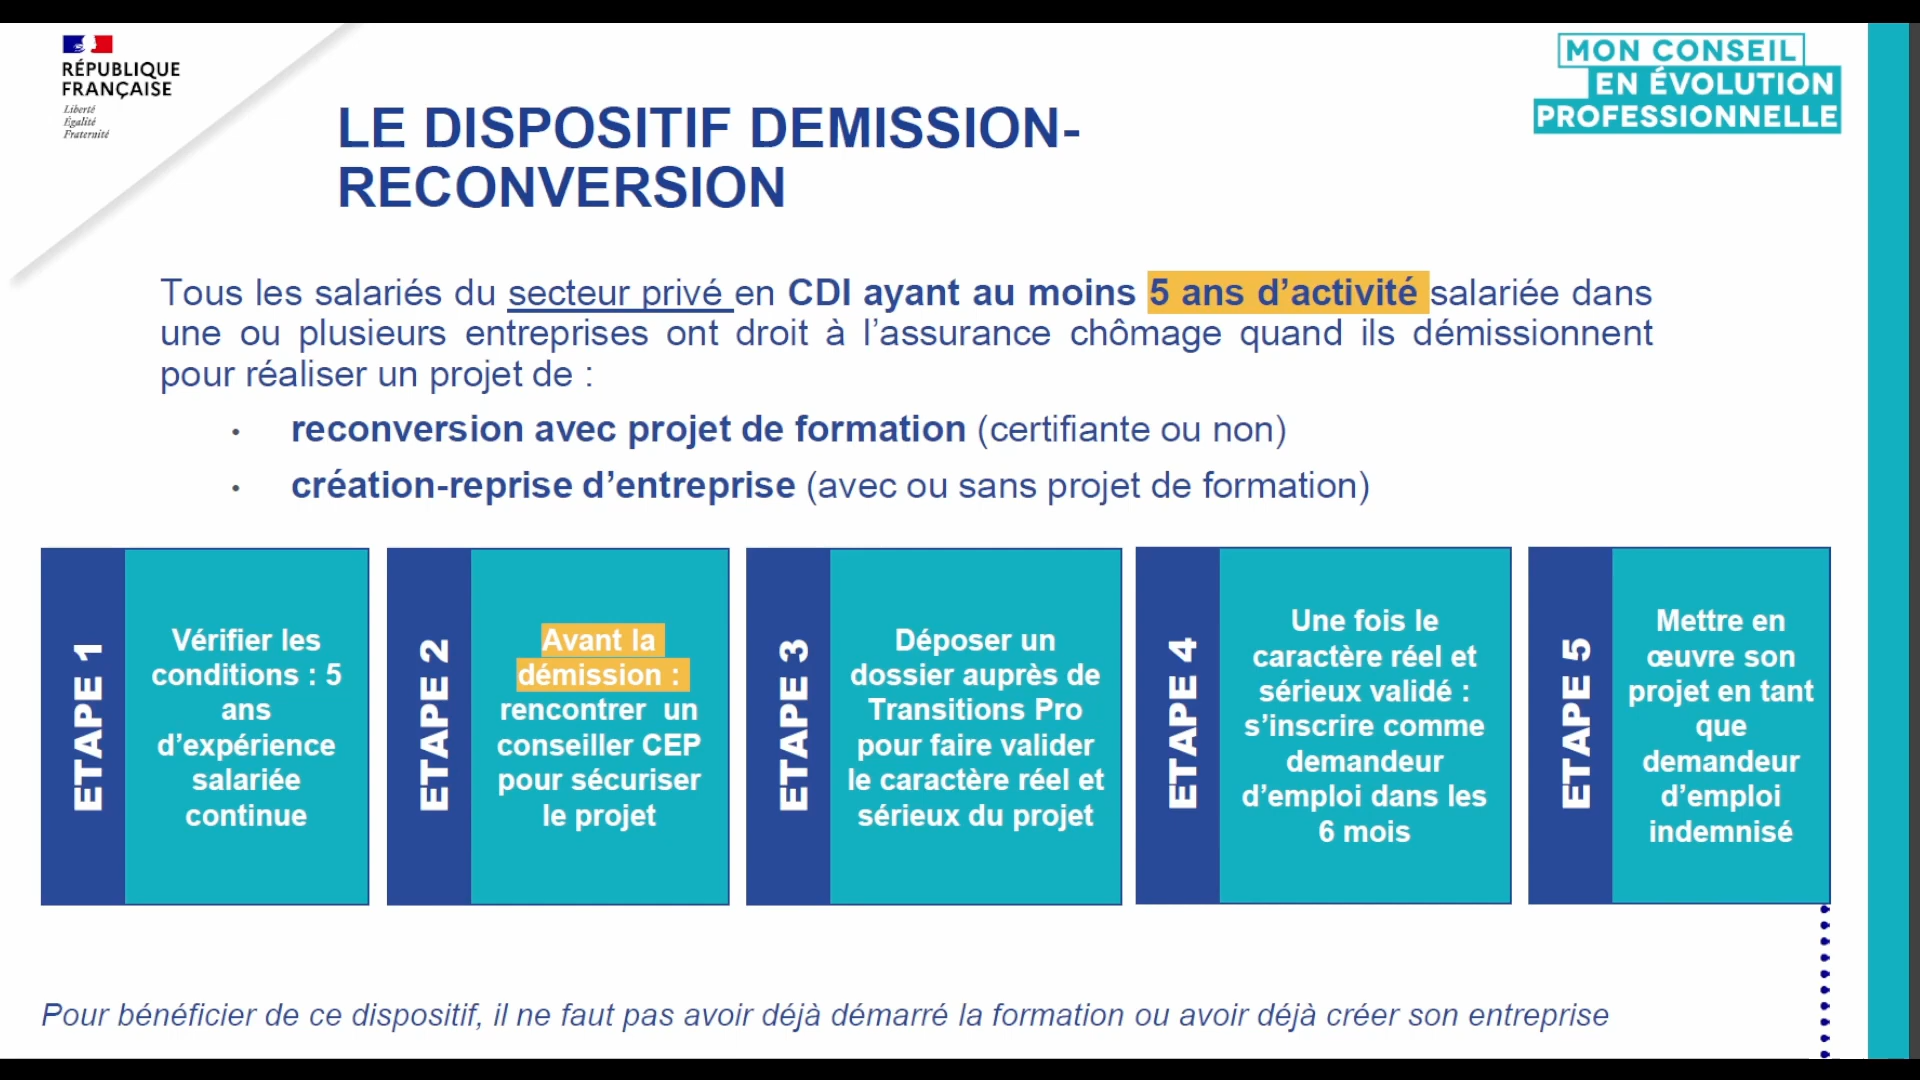 RÉPUBLIQUE
FRANÇAISE
Liberté
Égalité
Fraternité
MON CONSEIL
EN ÉVOLUTION
PROFESSIONNELLE
LE DISPOSITIF DEMISSION-
RECONVERSION
Tous les salariés du secteur privé en CDI ayant au moins 5 ans d’activité salariée dans
une ou plusieurs entreprises ont droit à l’assurance chômage quand ils démissionnent
pour réaliser un projet de :
• reconversion avec projet de formation (certifiante ou non)
• création-reprise d’entreprise (avec ou sans projet de formation)
ETAPE 1
Vérifier les
conditions : 5
ans
d’expérience
salariée
continue
ETAPE 2
Avant la
démission :
rencontrer un
conseiller CEP
pour sécuriser
le projet
ETAPE 3
Déposer un
dossier auprès de
Transitions Pro
pour faire valider
le caractère réel et
sérieux du projet
ETAPE 4
Une fois le
caractère réel et
sérieux validé :
s’inscrire comme
demandeur
d’emploi dans les
6 mois
ETAPE 5
Mettre en
œuvre son
projet en tant
que
demandeur
d’emploi
indemnisé
Pour bénéficier de ce dispositif, il ne faut pas avoir déjà démarré la formation ou avoir déjà créer son entreprise